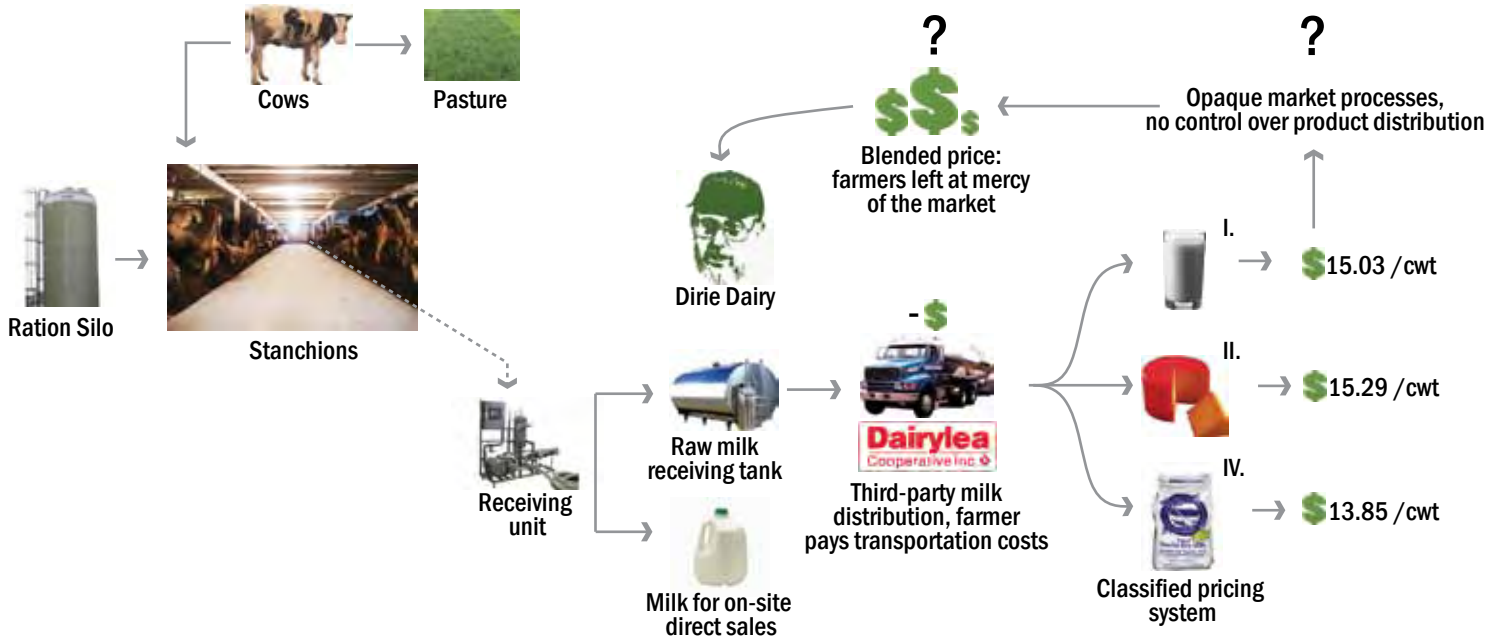 Cows
Pasture
Ration Silo
Stanchions
Receiving
unit
Raw milk
receiving tank
Milk for on-site
direct sales
?
$$$
Blended price:
farmers left at mercy
of the market
Dirie Dairy
- $
Dairylea
Cooperative Inc.
Third-party milk
distribution, farmer
pays transportation costs
?
Opaque market processes,
no control over product distribution
I.
$15.03 /cwt
II.
$15.29 /cwt
IV.
$13.85 /cwt
Classified pricing
system